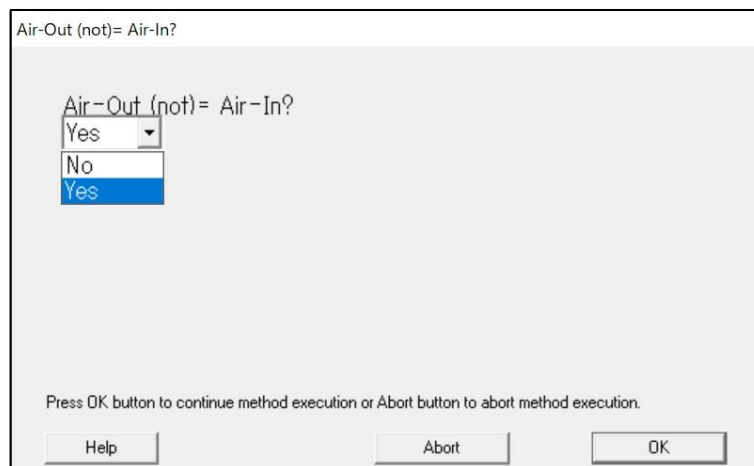 Air-Out (not)= Air-In?
Air-Out (not)= Air-In?
Yes
No
Yes
Press OK button to continue method execution or Abort button to abort method execution.
Help Abort OK